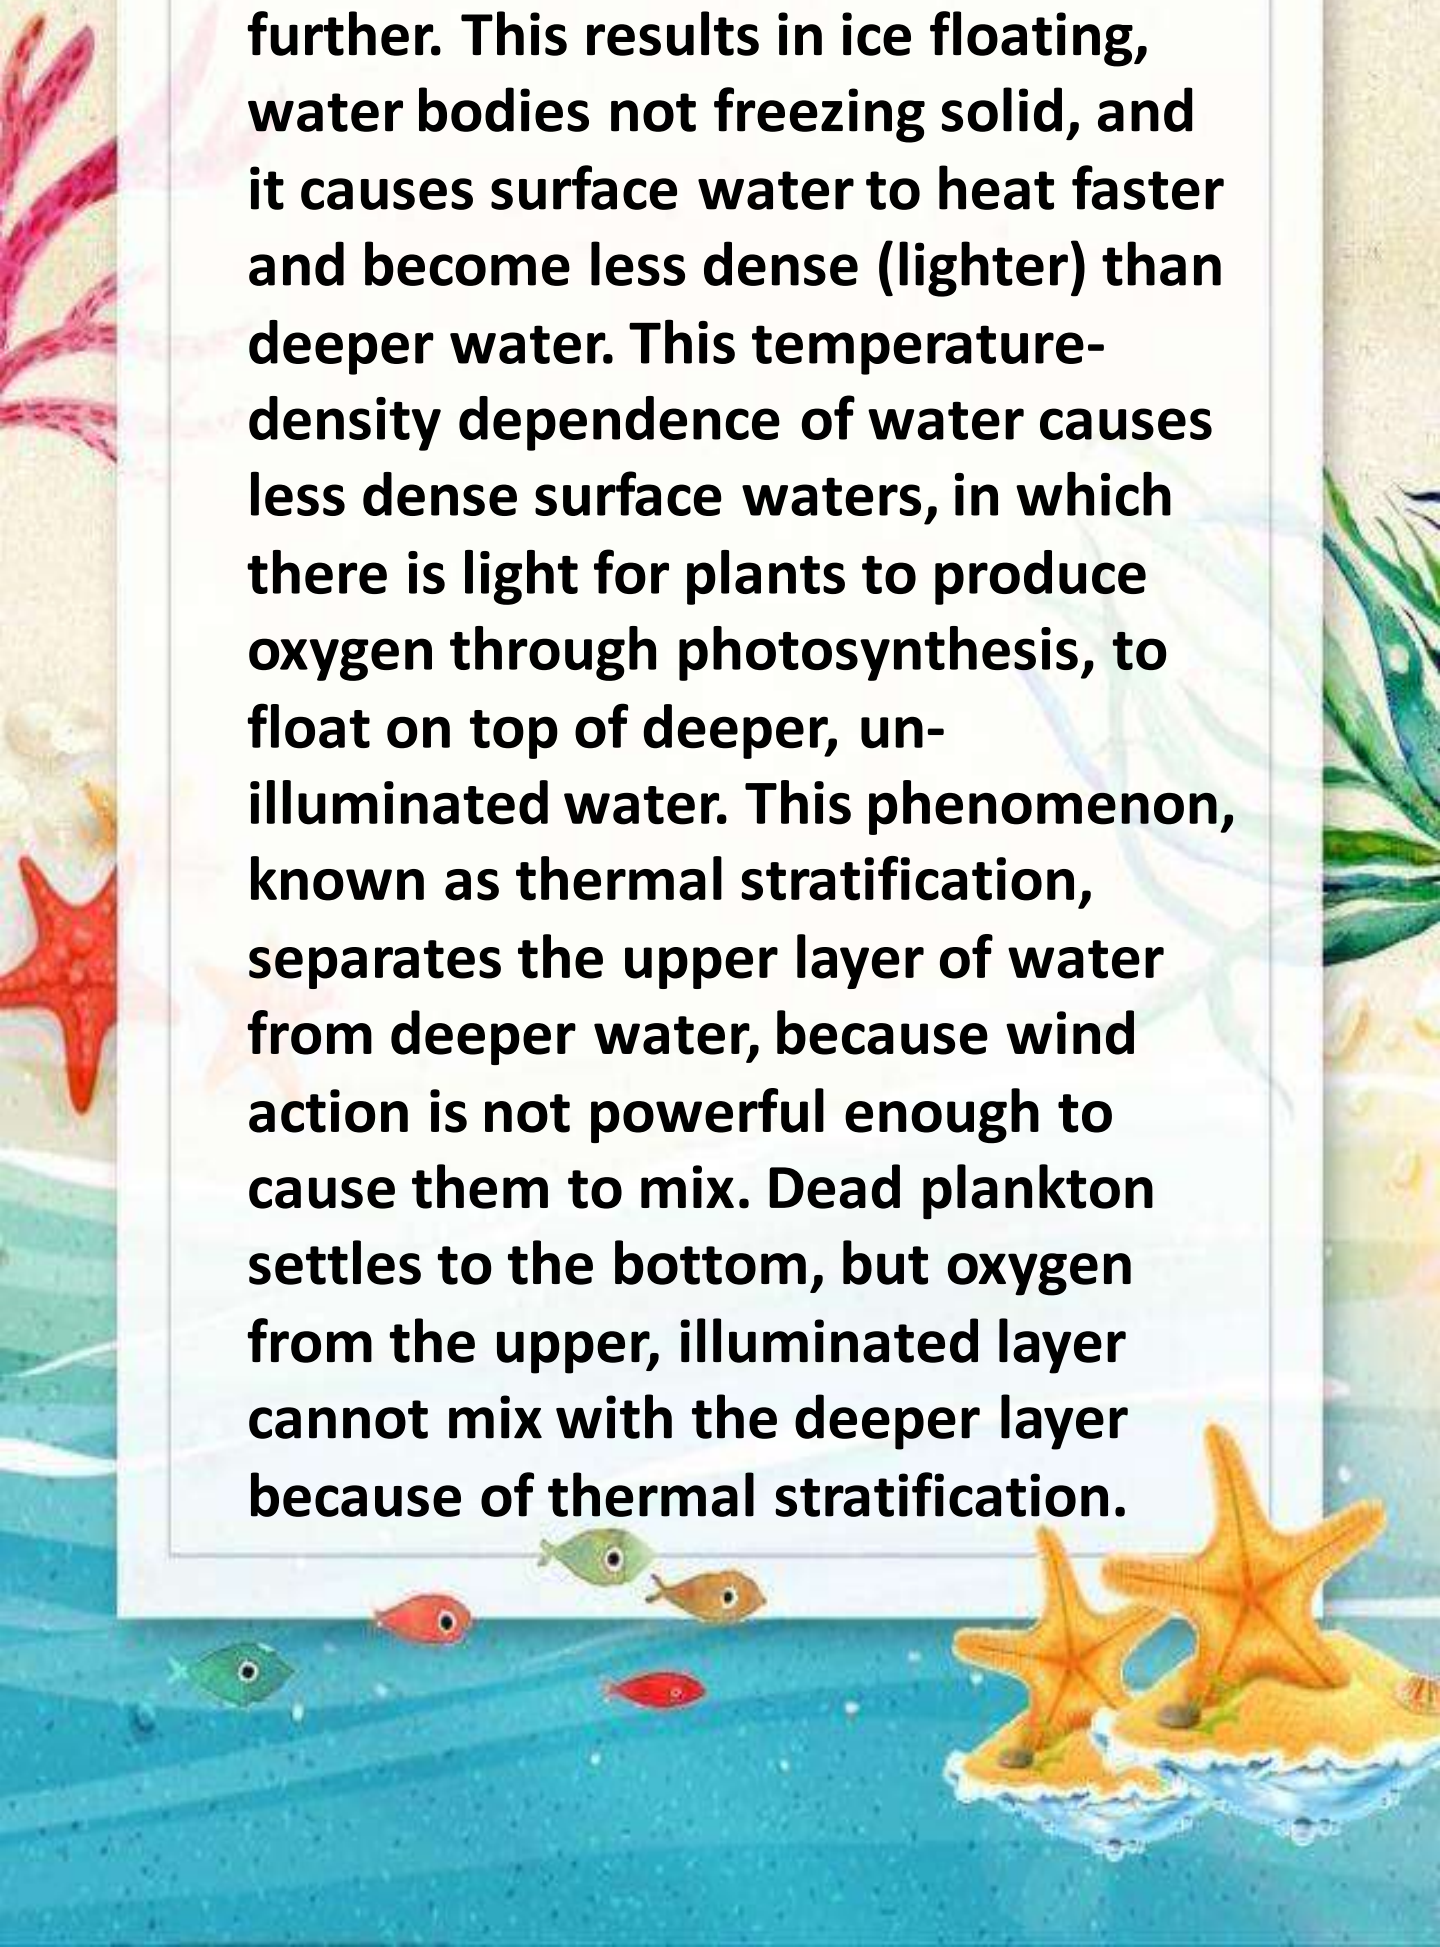 further. This results in ice floating,
water bodies not freezing solid, and
it causes surface water to heat faster
and become less dense (lighter) than
deeper water. This temperature-
density dependence of water causes
less dense surface waters, in which
there is light for plants to produce
oxygen through photosynthesis, to
float on top of deeper, un-
illuminated water. This phenomenon,
known as thermal stratification,
separates the upper layer of water
from deeper water, because wind
action is not powerful enough to
cause them to mix. Dead plankton
settles to the bottom, but oxygen
from the upper, illuminated layer
cannot mix with the deeper layer
because of thermal stratification.